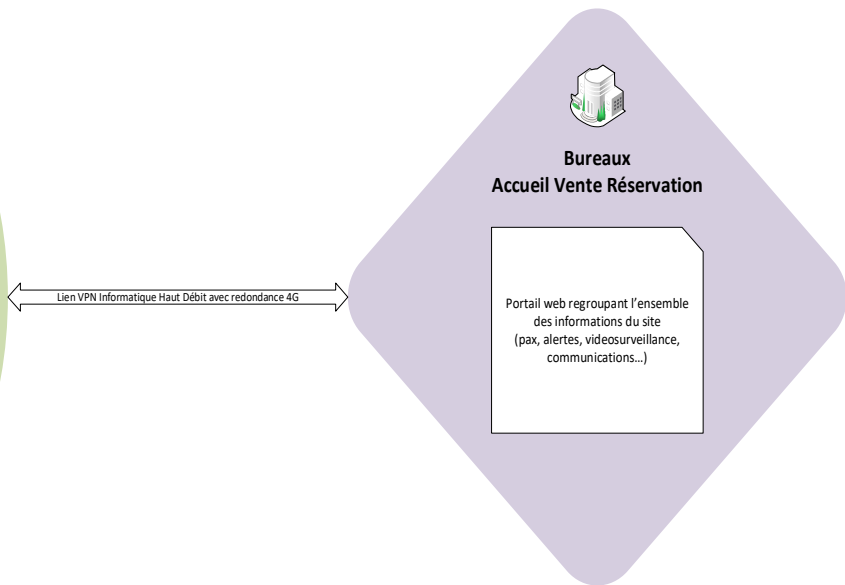 Bureaux
Accueil Vente Réservation
Lien VPN Informatique Haut Débit avec redondance 4G
Portail web regroupant l’ensemble
des informations du site
(pax, alertes, videosurveillance,
communications…)